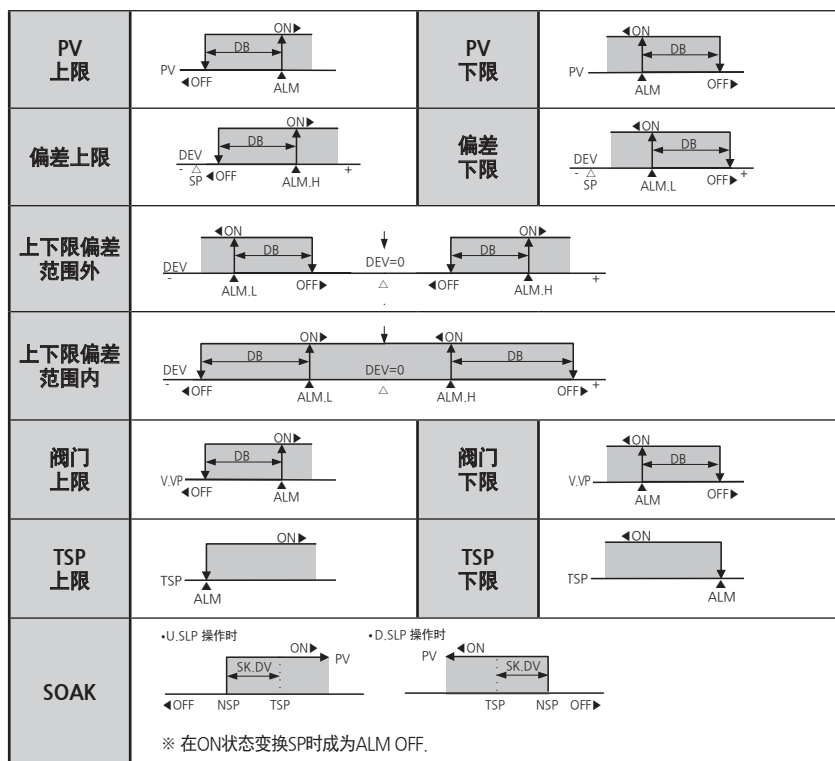 PV
上限
ON▶
DB
PV
◀OFF
ALM
PV
下限
◀ON
DB
PV
ALM
OFF▶
偏差上限
ON▶
DB
DEV
- △ +
SP ◀OFF
ALM.H
偏差
下限
◀ON
DB
DEV
- △ +
SP
ALM.L
OFF▶
上下限偏差
范围外
◀ON
DB
DEV
-
ALM.L
OFF▶
DEV=0
△
ON▶
DB
◀OFF
ALM.H
+
上下限偏差
范围内
ON▶
◀ON
DB
DB
DEV
DEV=0
-
◀OFF
ALM.L
△
ALM.H
OFF▶
+
阀门
上限
ON▶
DB
V.VP
◀OFF
ALM
阀门
下限
◀ON
DB
V.VP
ALM
OFF▶
TSP
上限
ON▶
TSP
ALM
TSP
下限
◀ON
TSP
ALM
SOAK
•U.SLP 操作时
ON▶
PV
SK.DV
◀OFF NSP TSP
•D.SLP 操作时
PV
◀ON
SK.DV
TSP NSP OFF▶
※ 在ON状态变换SP时成为ALM OFF.